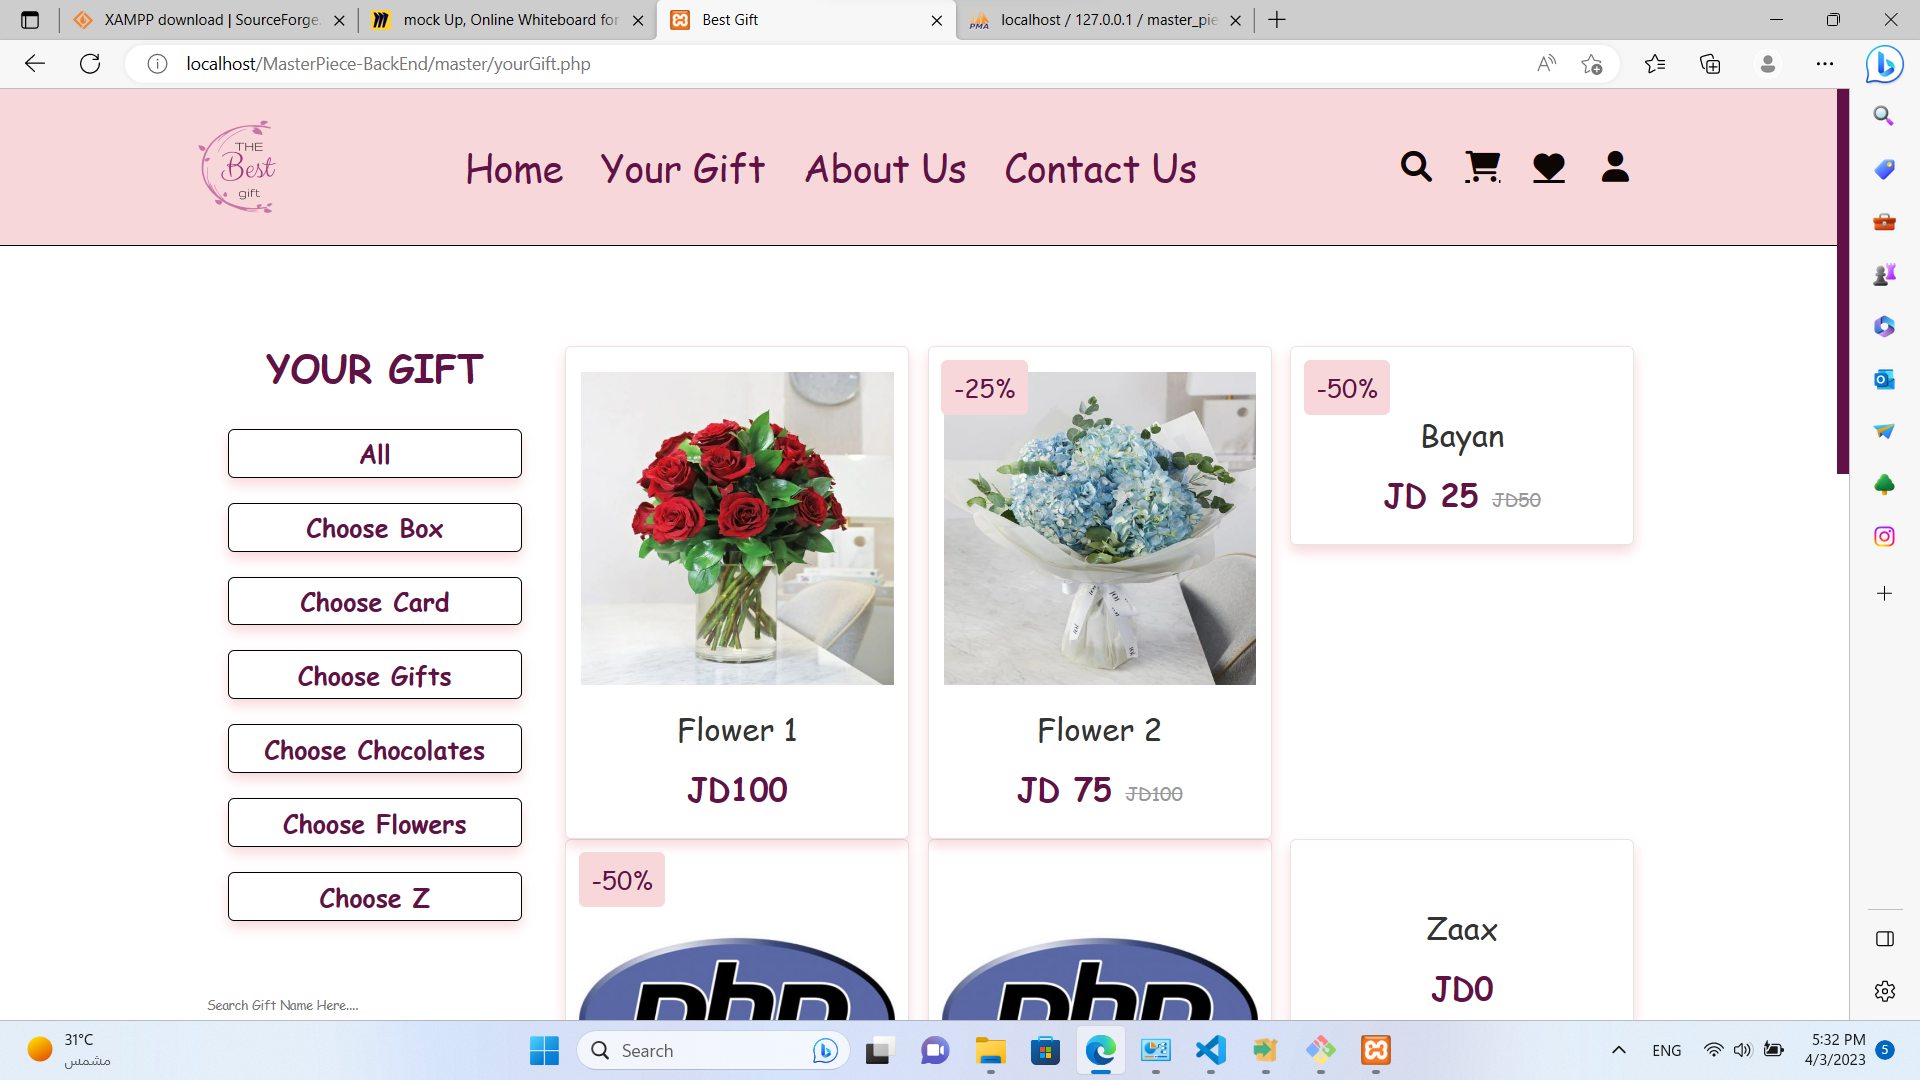 XAMPP download | SourceForge.
mock Up, Online Whiteboard for
Best Gift
localhost / 127.0.0.1 / master_pie
localhost/MasterPiece-BackEnd/master/yourGift.php
THE
Best
gift
Home
Your Gift
About Us
Contact Us
YOUR GIFT
All
Choose Box
Choose Card
Choose Gifts
Choose Chocolates
Choose Flowers
Choose Z
Search Gift Name Here....
Flower 1
JD100
-25%
Flower 2
JD 75 JD100
-50%
Bayan
JD 25 JD50
-50%
php
php
Zaax
JD0
31°C
مشمس
Search
ENG
5:32 PM
4/3/2023
5